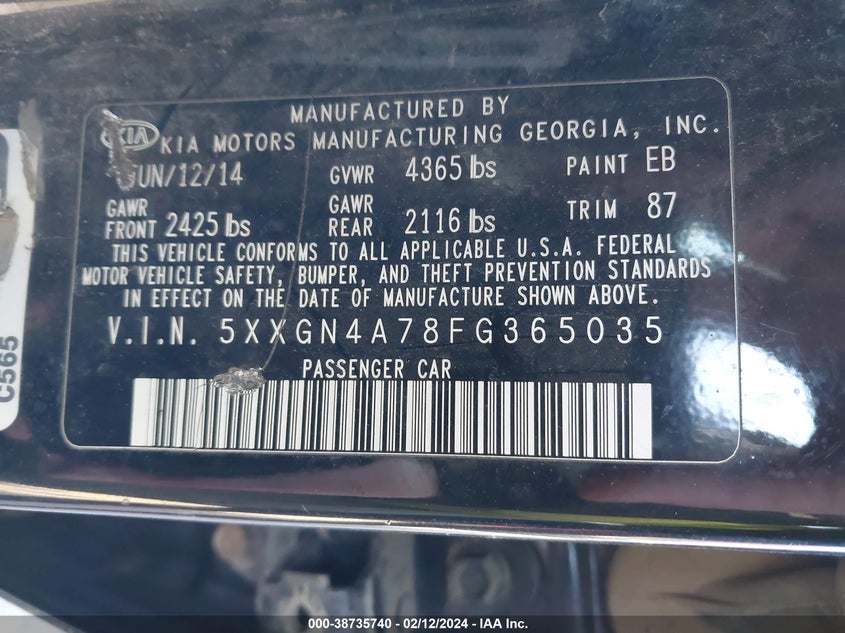 MANUFACTURED BY
KIA KIA MOTORS MANUFACTURING GEORGIA, INC.
JUN/12/14 GVWR 4365 lbs PAINT EB
GAWR FRONT 2425 lbs GAWR REAR 2116 lbs TRIM 87
THIS VEHICLE CONFORMS TO ALL APPLICABLE U.S.A. FEDERAL
MOTOR VEHICLE SAFETY, BUMPER, AND THEFT PREVENTION STANDARDS
IN EFFECT ON THE DATE OF MANUFACTURE SHOWN ABOVE.
V.I.N. 5XXGN4A78FG365035
PASSENGER CAR
C565
000-38735740 - 02/12/2024 - IAA Inc.